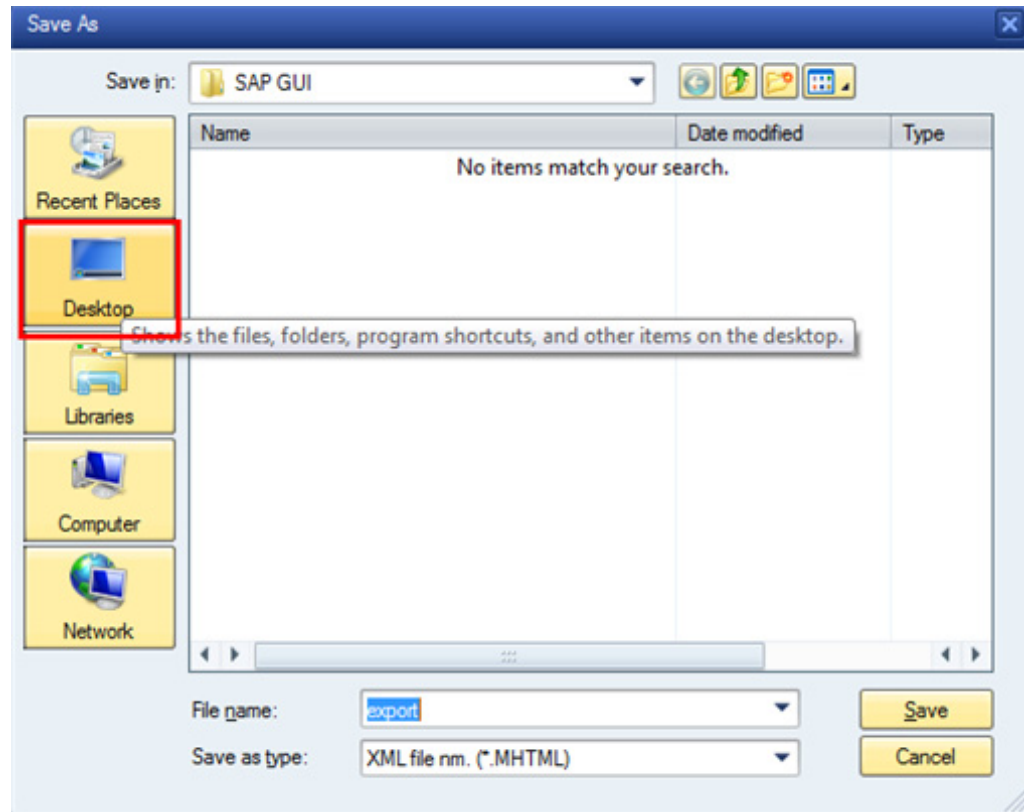 Save As
Save in: SAP GUI
Name Date modified Type
No items match your search.
Recent Places
Desktop
Shows the files, folders, program shortcuts, and other items on the desktop.
Libraries
Computer
Network
File name: export Save
Save as type: XML file nm. (*.MHTML) Cancel